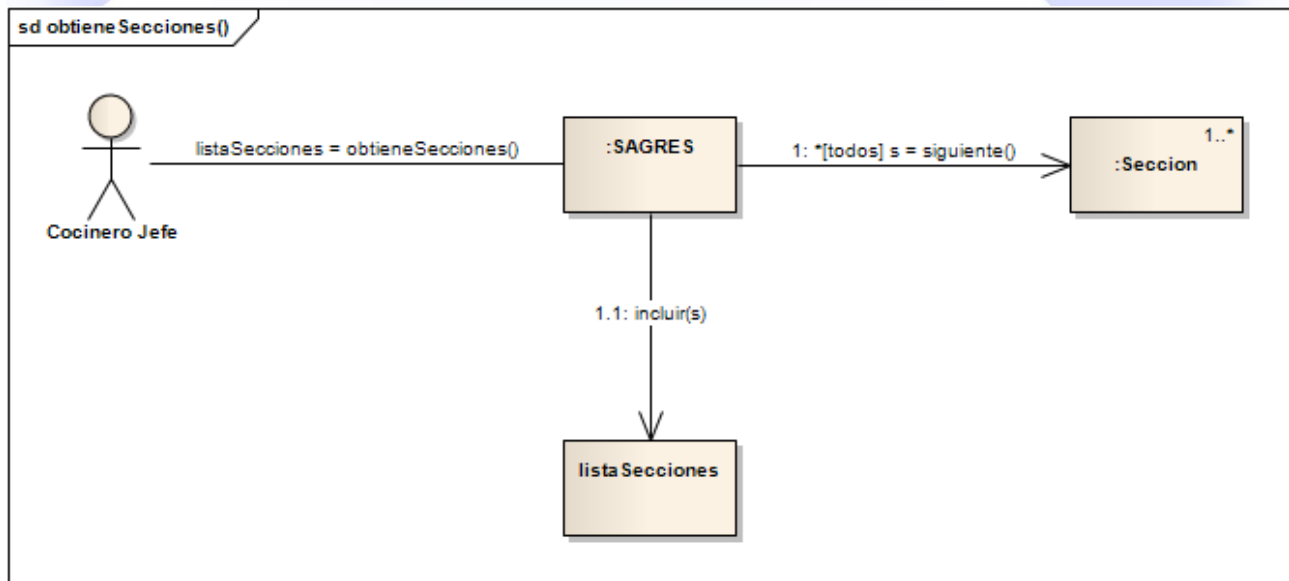 sd obtieneSecciones()
listaSecciones = obtieneSecciones()
:SAGRES
1: *[todos] s = siguiente()
1..*
:Seccion
Cocinero Jefe
1.1: incluir(s)
listaSecciones